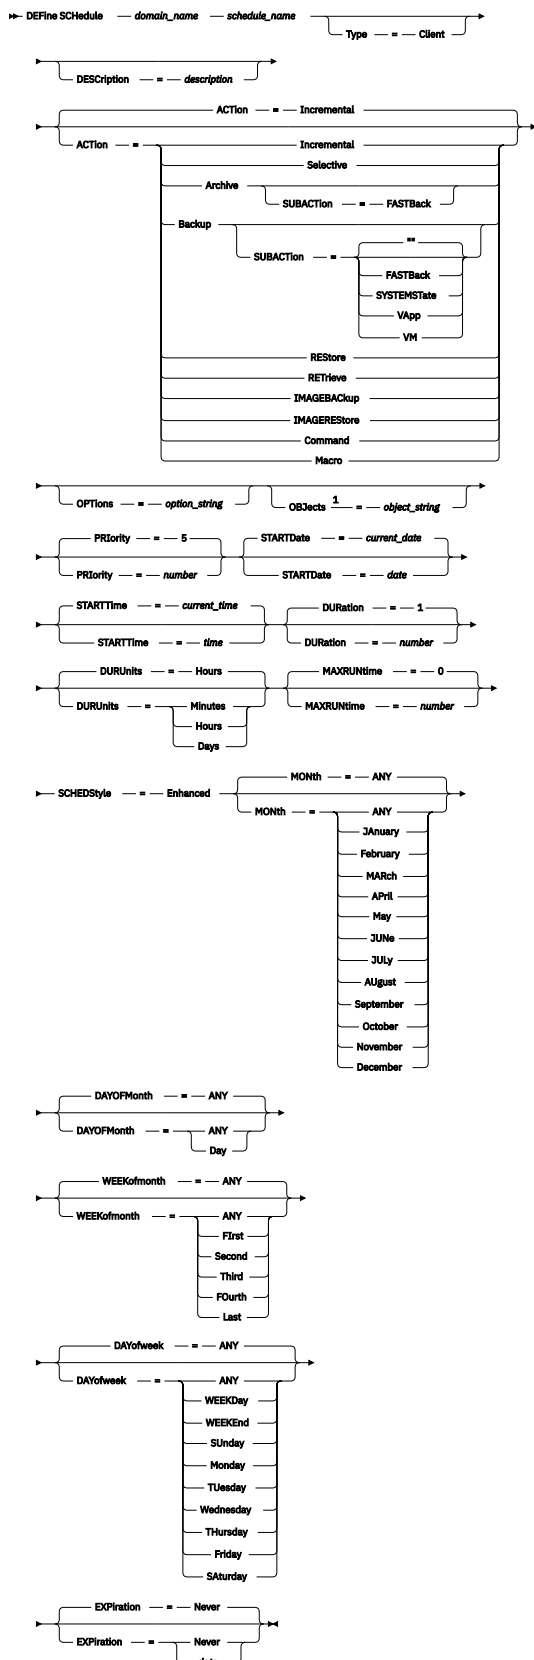 DEFine SCHedule domain_name schedule_name
Type = Client
DESCription = description
ACTion = Incremental
ACTion = Incremental
Selective
Archive
SUBACTion = FASTBack
Backup
""
SUBACTion =
FASTBack
SYSTEMSTate
VApp
VM
REStore
RETrieve
IMAGEBACkup
IMAGEREStore
Command
Macro
OPTions = option_string
OBJects 1 = object_string
PRIority = 5 STARTDate = current_date
PRIority = number STARTDate = date
STARTTime = current_time DURation = 1
STARTTime = time DURation = number
DURUnits = Hours MAXRUNtime = 0
DURUnits = Minutes MAXRUNtime = number
Hours
Days
MONth = ANY
SCHEDStyle = Enhanced
MONth = ANY
JAnuary
February
MARch
APril
May
JUNe
JULy
AUgust
September
October
November
December
DAYOFMonth = ANY
DAYOFMonth = ANY
Day
WEEKofmonth = ANY
WEEKofmonth = ANY
FIrst
Second
Third
FOurth
Last
DAYofweek = ANY
DAYofweek = ANY
WEEKDay
WEEKEnd
SUnday
Monday
TUesday
Wednesday
THursday
Friday
SAturday
EXPiration = Never
EXPiration = Never